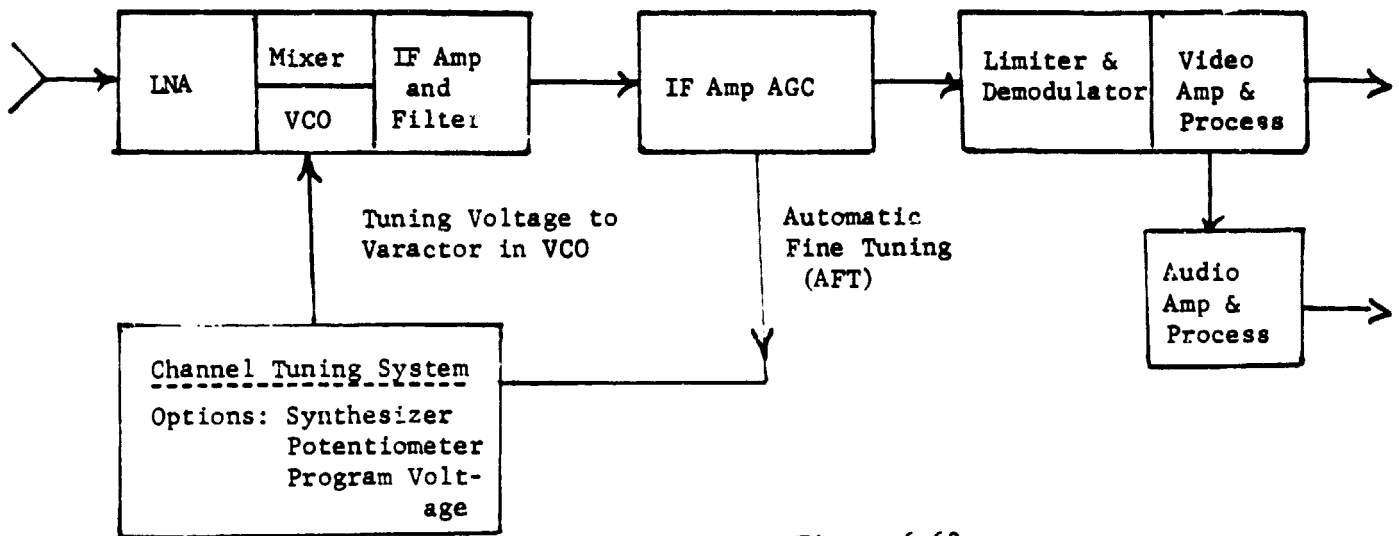 LNA
Mixer
VCO
IF Amp
and
Filter
IF Amp AGC
Limiter &
Demodulator
Video
Amp &
Process
Tuning Voltage to
Varactor in VCO
Automatic
Fine Tuning
(AFT)
Audio
Amp &
Process
Channel Tuning System
Options: Synthesizer
Potentiometer
Program Volt-
age